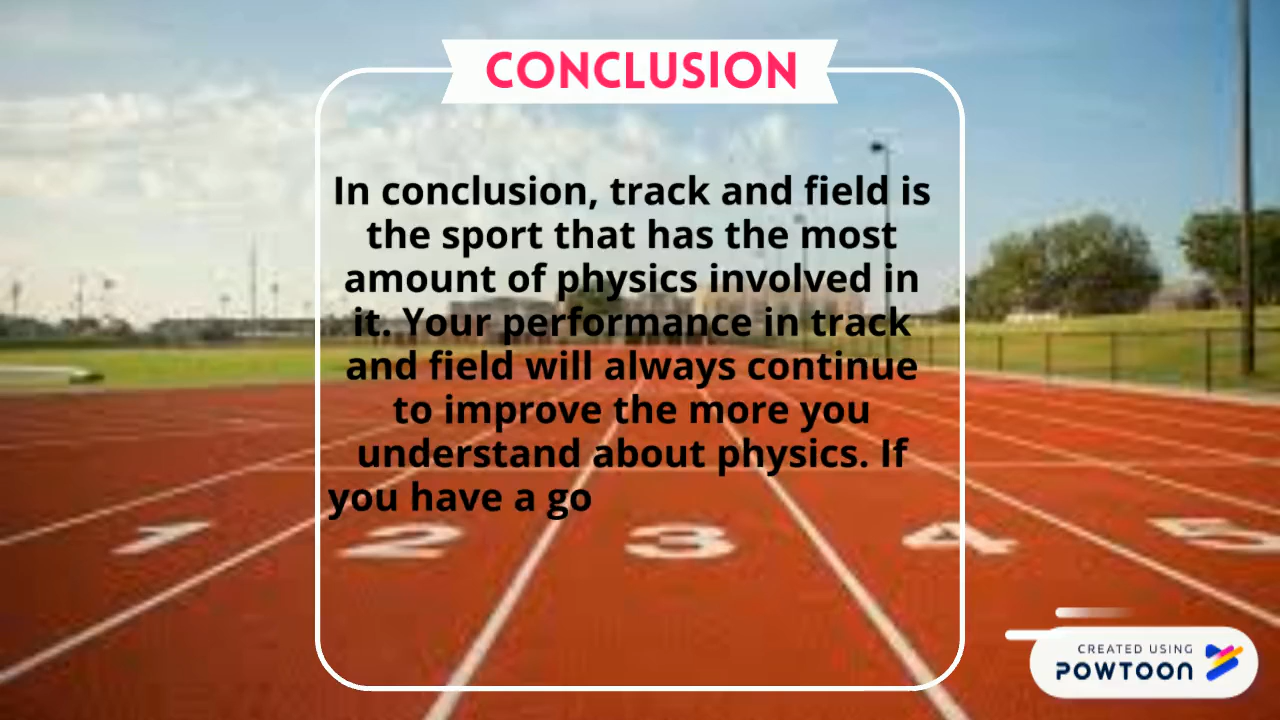 CONCLUSION
In conclusion, track and field is
the sport that has the most
amount of physics involved in
it. Your performance in track
and field will always continue
to improve the more you
understand about physics. If
you have a go
1 2 3 4 5
CREATED USING
POWTOON